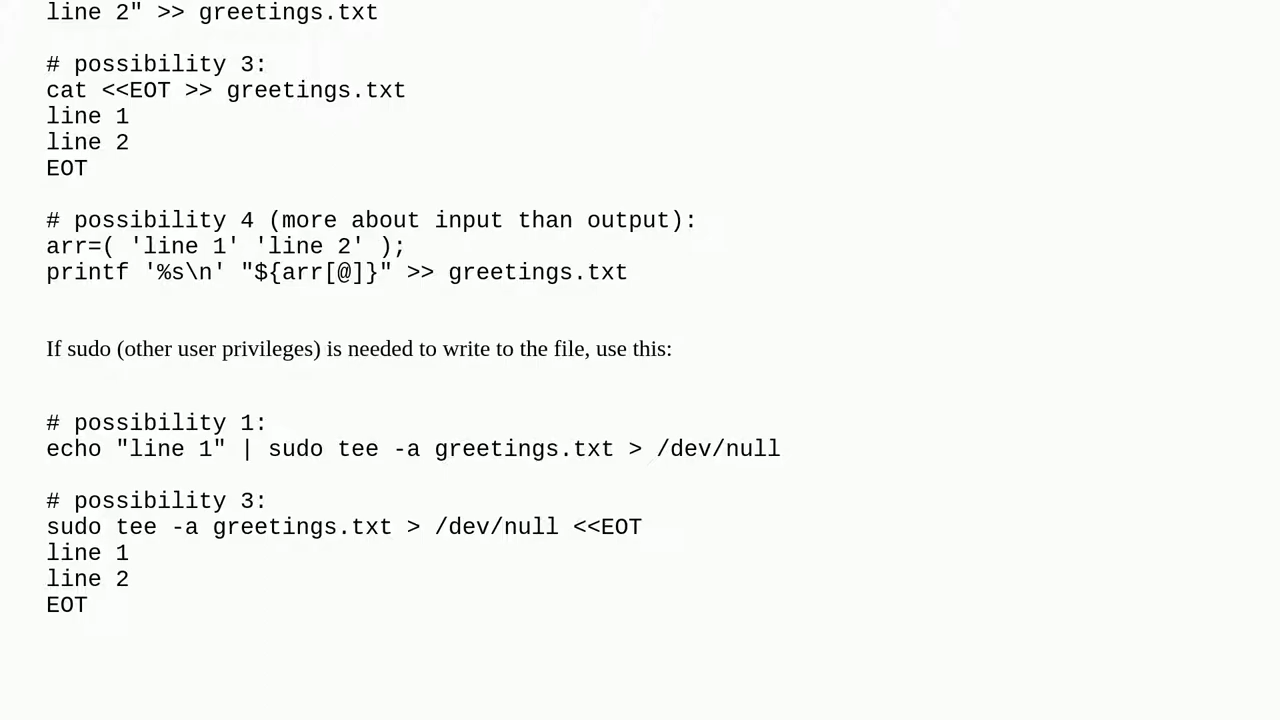 line 2" >> greetings.txt
# possibility 3:
cat <<EOT >> greetings.txt
line 1
line 2
EOT
# possibility 4 (more about input than output):
arr=( 'line 1' 'line 2' );
printf '%s\n' "${arr[@]}" >> greetings.txt
If sudo (other user privileges) is needed to write to the file, use this:
# possibility 1:
echo "line 1" | sudo tee -a greetings.txt > /dev/null
# possibility 3:
sudo tee -a greetings.txt > /dev/null <<EOT
line 1
line 2
EOT